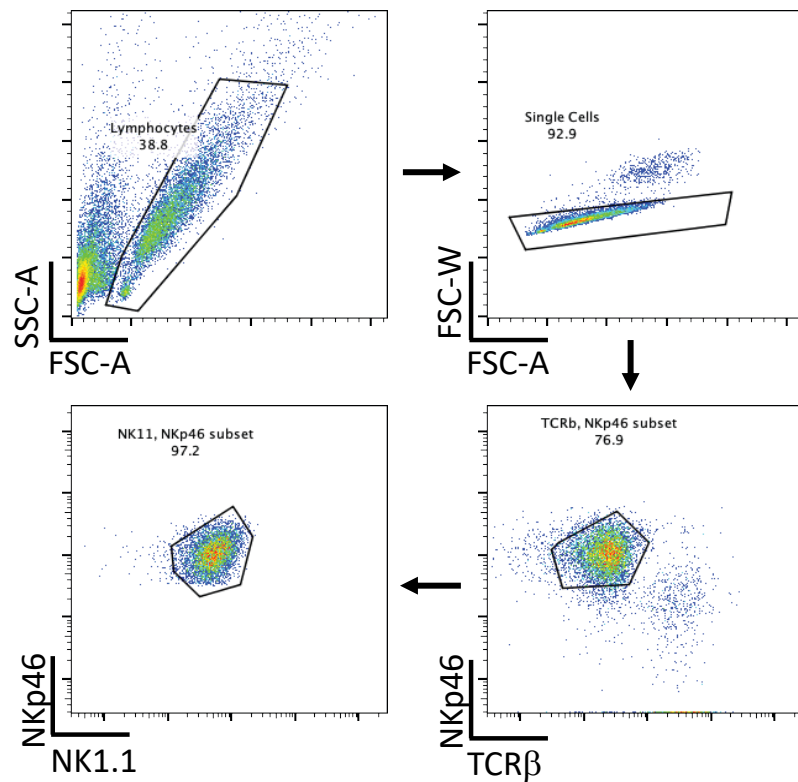 Lymphocytes
38.8
SSC-A
FSC-A
Single Cells
92.9
FSC-W
FSC-A
NK11, NKp46 subset
97.2
NKp46
NK1.1
TCRb, NKp46 subset
76.9
NKp46
TCRβ